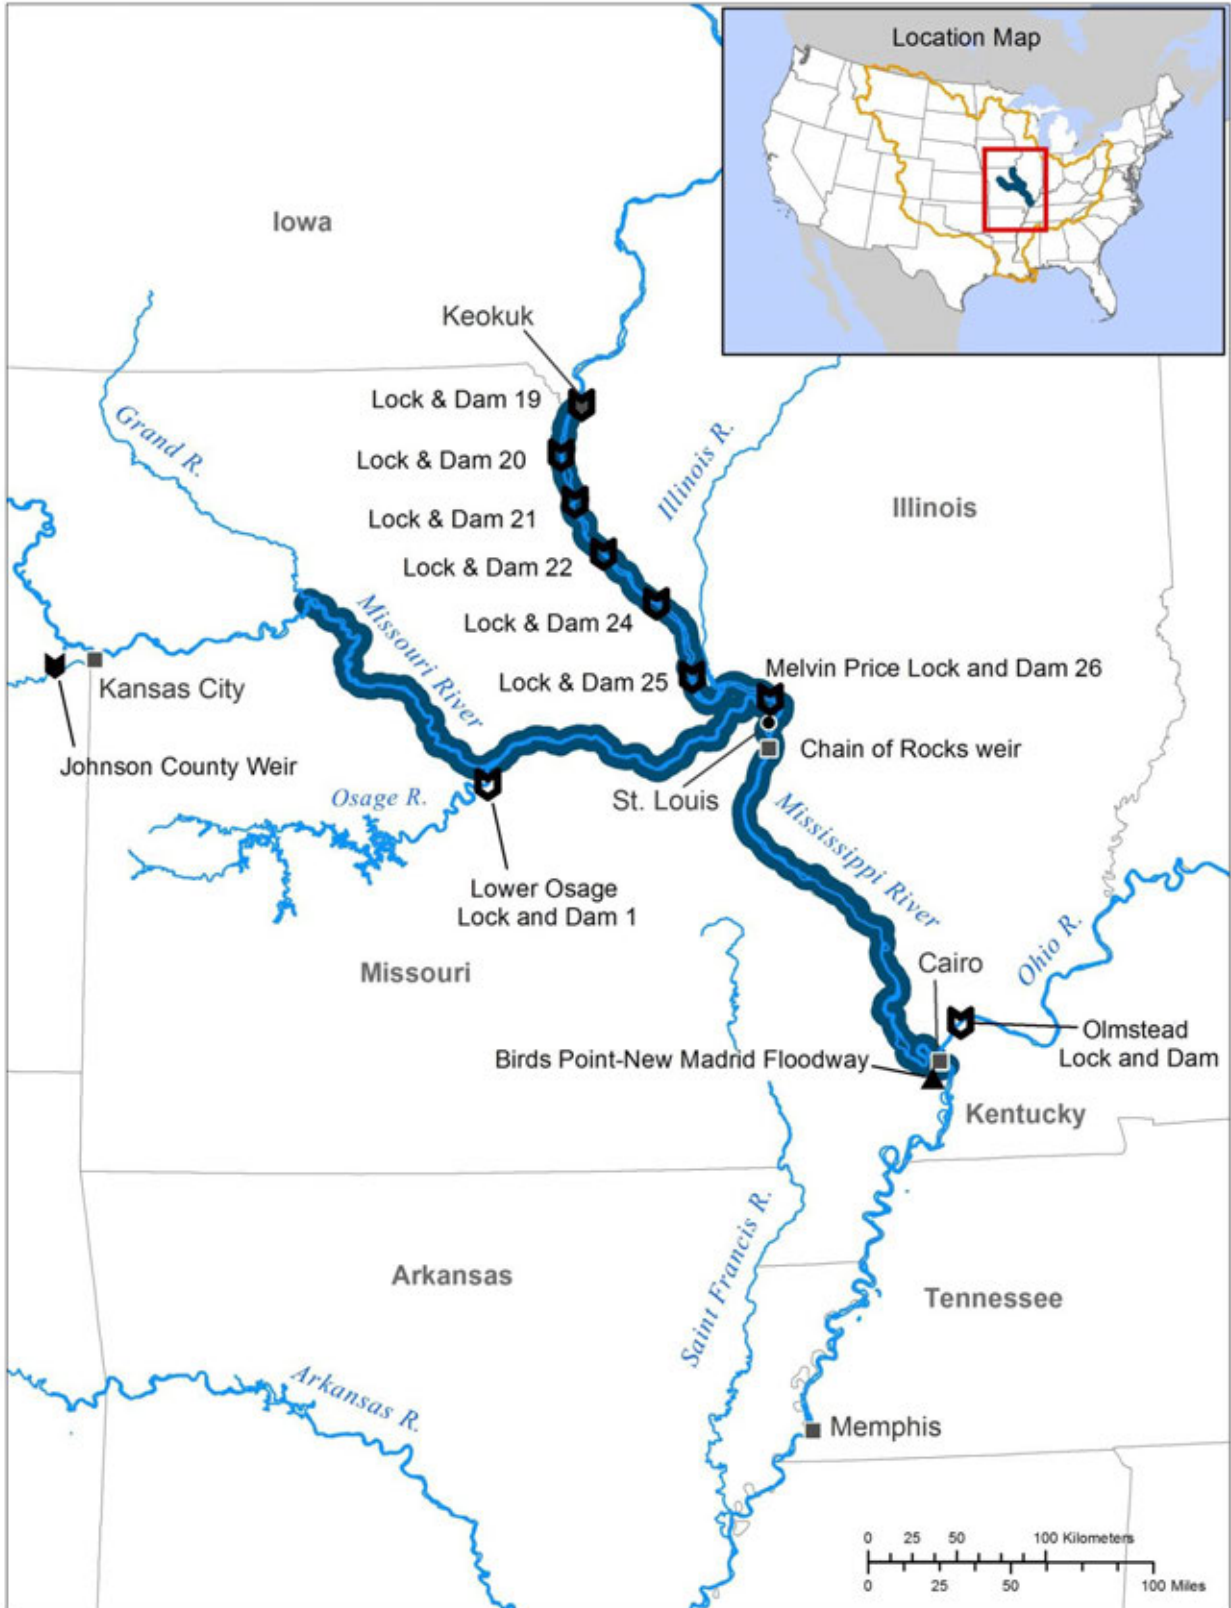 Location Map
Iowa
Keokuk
Lock & Dam 19
Grand R.
Lock & Dam 20
Illinois R.
Illinois
Lock & Dam 21
Lock & Dam 22
Missouri River
Lock & Dam 24
Melvin Price Lock and Dam 26
Lock & Dam 25
Kansas City
Chain of Rocks weir
Johnson County Weir
Osage R.
St. Louis
Mississippi River
Lower Osage
Lock and Dam 1
Missouri
Cairo
Ohio R.
Olmstead
Lock and Dam
Birds Point-New Madrid Floodway
Kentucky
Saint Francis R.
Arkansas
Tennessee
Arkansas R.
Memphis
0 25 50 100 Kilometers
0 25 50 100 Miles